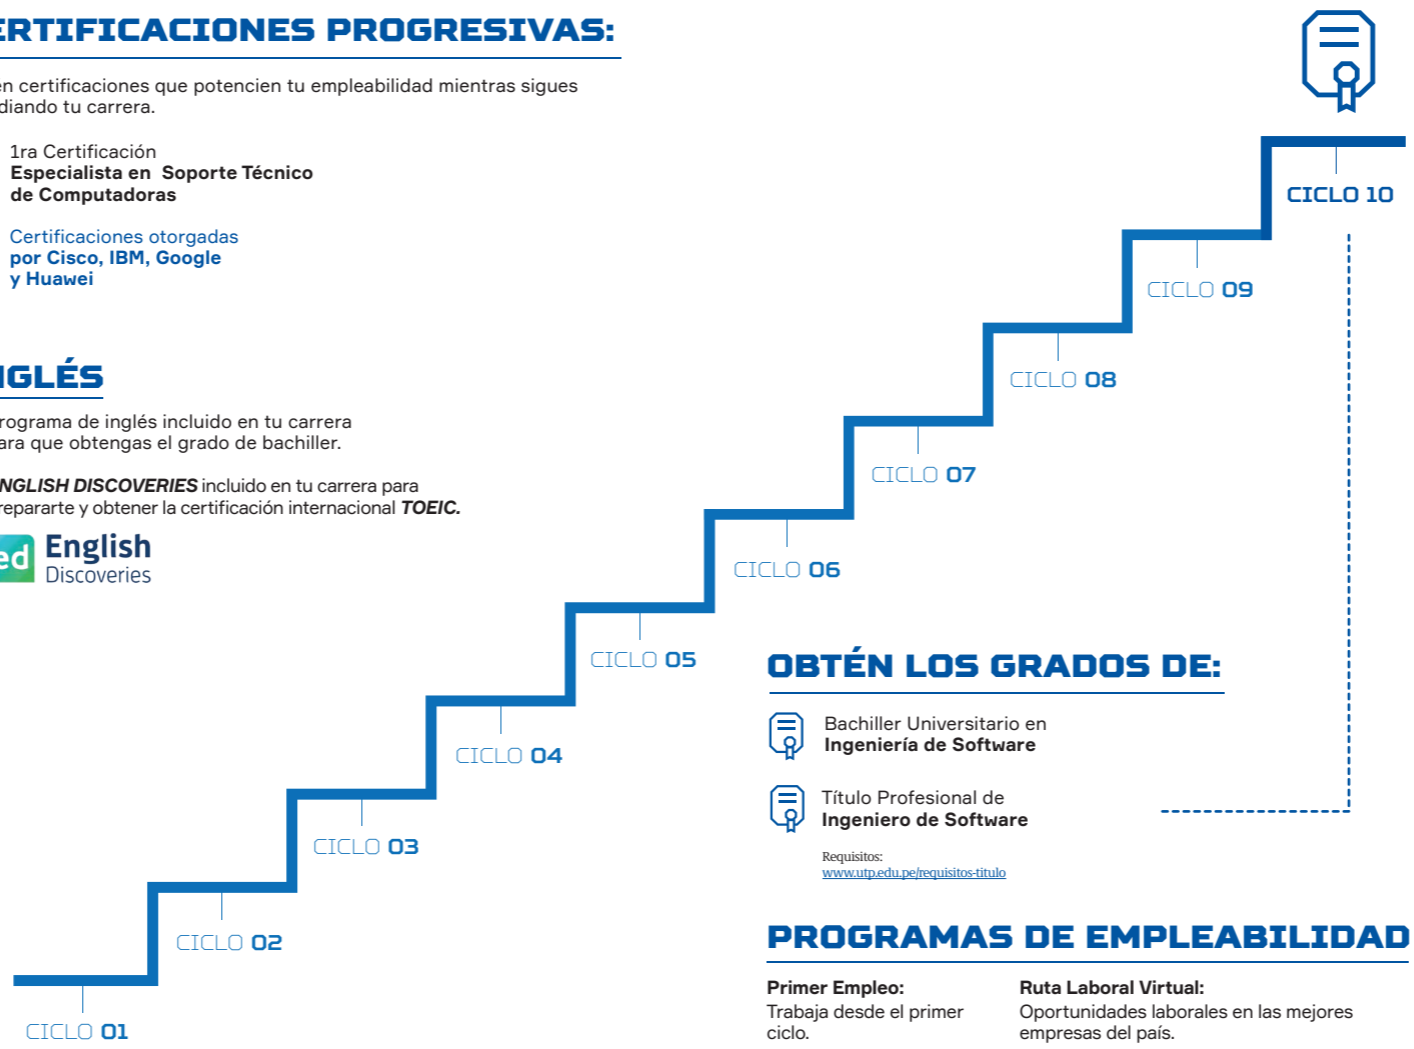 ERTIFICACIONES PROGRESIVAS:
én certificaciones que potencien tu empleabilidad mientras sigues
diando tu carrera.
1ra Certificación
Especialista en Soporte Técnico
de Computadoras
Certificaciones otorgadas
por Cisco, IBM, Google
y Huawei
NGLÉS
rograma de inglés incluido en tu carrera
ara que obtengas el grado de bachiller.
NGLISH DISCOVERIES incluido en tu carrera para
repararte y obtener la certificación internacional TOEIC.
ed English
Discoveries
CICLO 10
CICLO 09
CICLO 08
CICLO 07
CICLO 06
CICLO 05
CICLO 04
CICLO 03
CICLO 02
CICLO 01
OBTÉN LOS GRADOS DE:
Bachiller Universitario en
Ingeniería de Software
Título Profesional de
Ingeniero de Software
Requisitos:
www.utp.edu.pe/requisitos-titulo
PROGRAMAS DE EMPLEABILIDAD
Primer Empleo:
Trabaja desde el primer
ciclo.
Ruta Laboral Virtual:
Oportunidades laborales en las mejores
empresas del país.